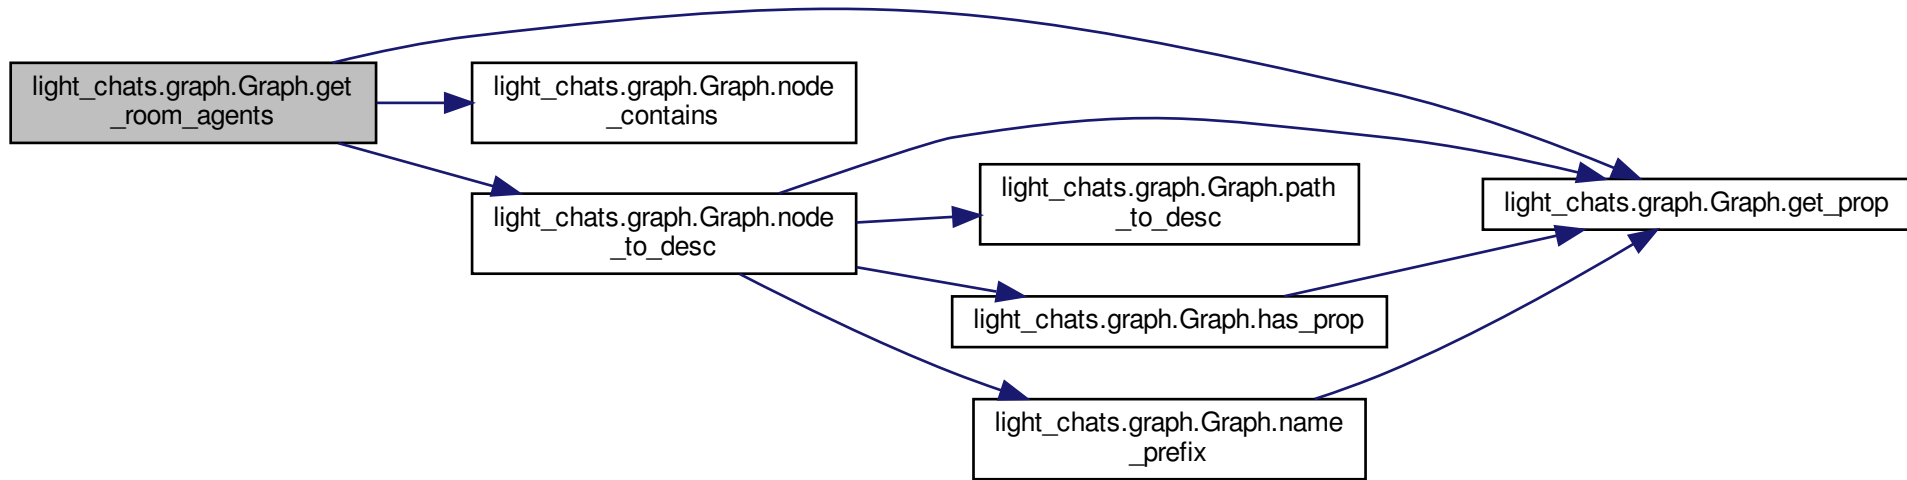 light_chats.graph.Graph.get
_room_agents
light_chats.graph.Graph.node
_contains
light_chats.graph.Graph.node
_to_desc
light_chats.graph.Graph.path
_to_desc
light_chats.graph.Graph.has_prop
light_chats.graph.Graph.name
_prefix
light_chats.graph.Graph.get_prop